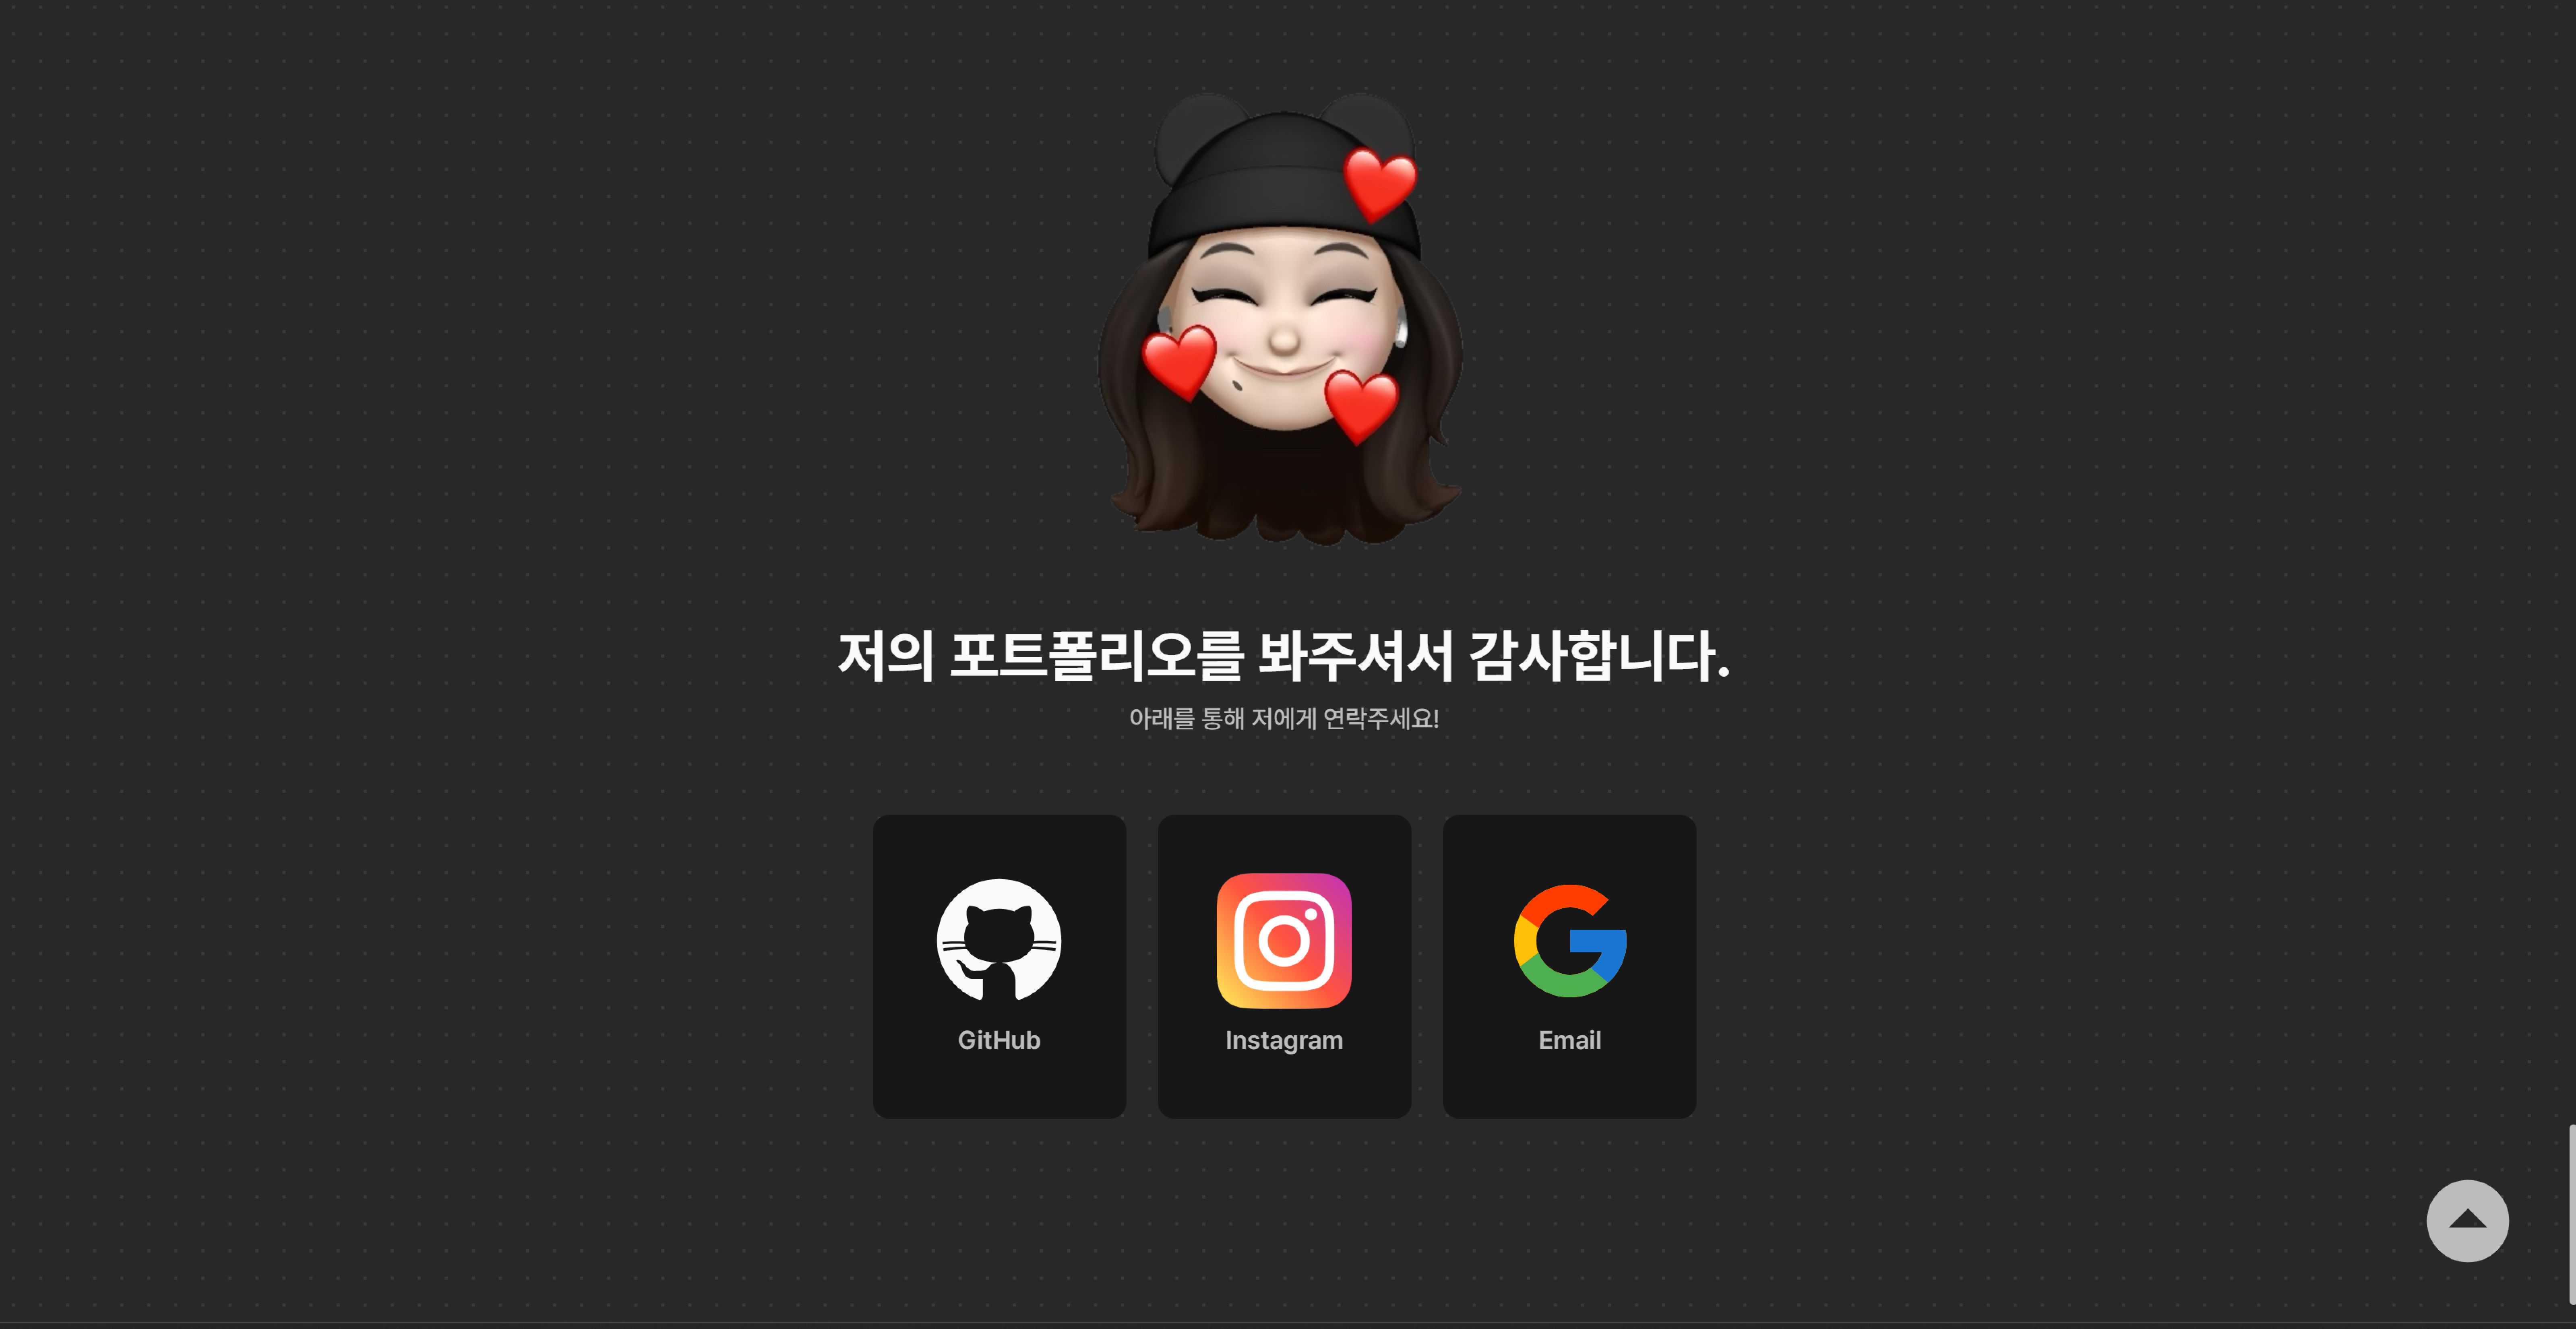 저의 포트폴리오를 봐주셔서 감사합니다.
아래를 통해 저에게 연락주세요!
GitHub
Instagram
Email